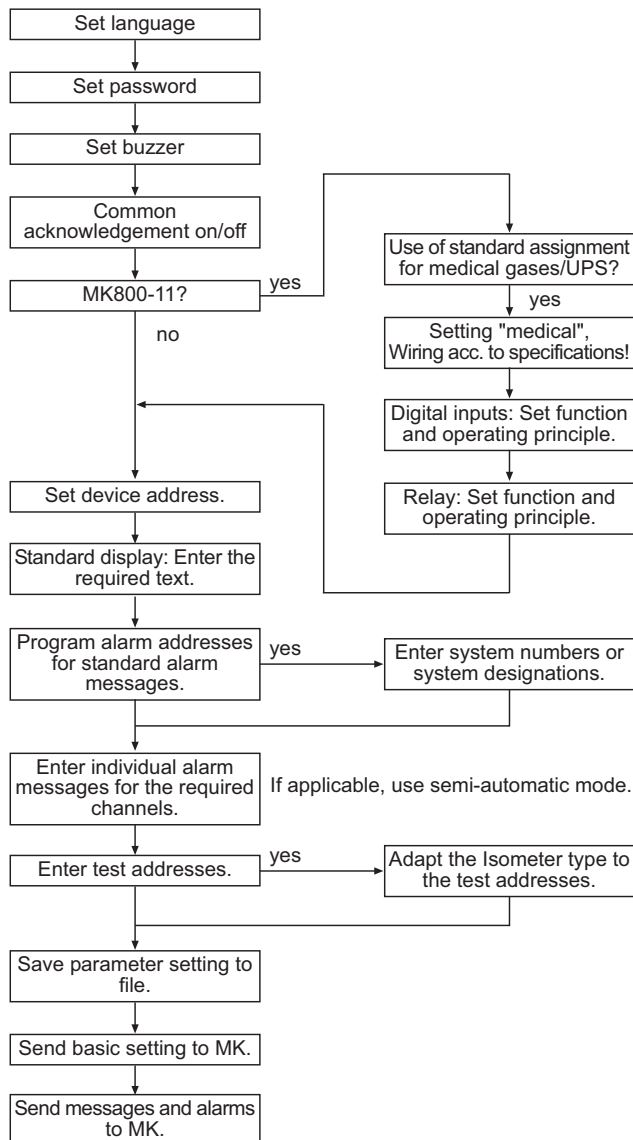 Set language
Set password
Set buzzer
Common
acknowledgement on/off
MK800-11?
yes
no
Use of standard assignment
for medical gases/UPS?
yes
Setting "medical",
Wiring acc. to specifications!
Digital inputs: Set function
and operating principle.
Relay: Set function and
operating principle.
Set device address.
Standard display: Enter the
required text.
Program alarm addresses
for standard alarm
messages.
yes
Enter system numbers or
system designations.
Enter individual alarm
messages for the required
channels.
If applicable, use semi-automatic mode.
Enter test addresses.
yes
Adapt the Isometer type to
the test addresses.
Save parameter setting to
file.
Send basic setting to MK.
Send messages and alarms
to MK.